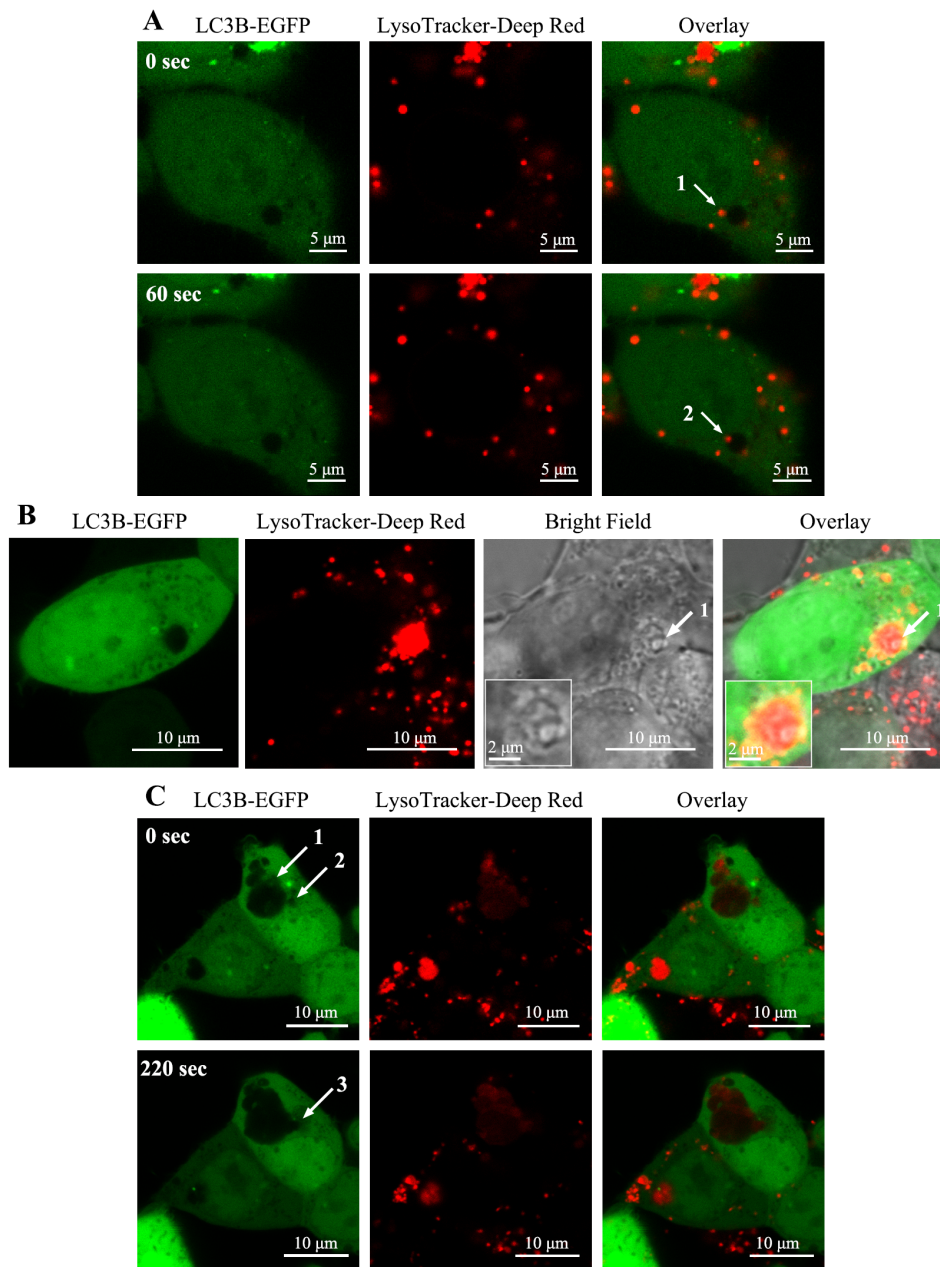 A
LC3B-EGFP LysoTracker-Deep Red Overlay
0 sec
1
5 μm 5 μm 5 μm
60 sec
2
5 μm 5 μm 5 μm
B
LC3B-EGFP LysoTracker-Deep Red Bright Field Overlay
1 1
10 μm 10 μm 2 μm 10 μm 2 μm 10 μm
C
LC3B-EGFP LysoTracker-Deep Red Overlay
0 sec
1
2
10 μm 10 μm 10 μm
220 sec
3
10 μm 10 μm 10 μm